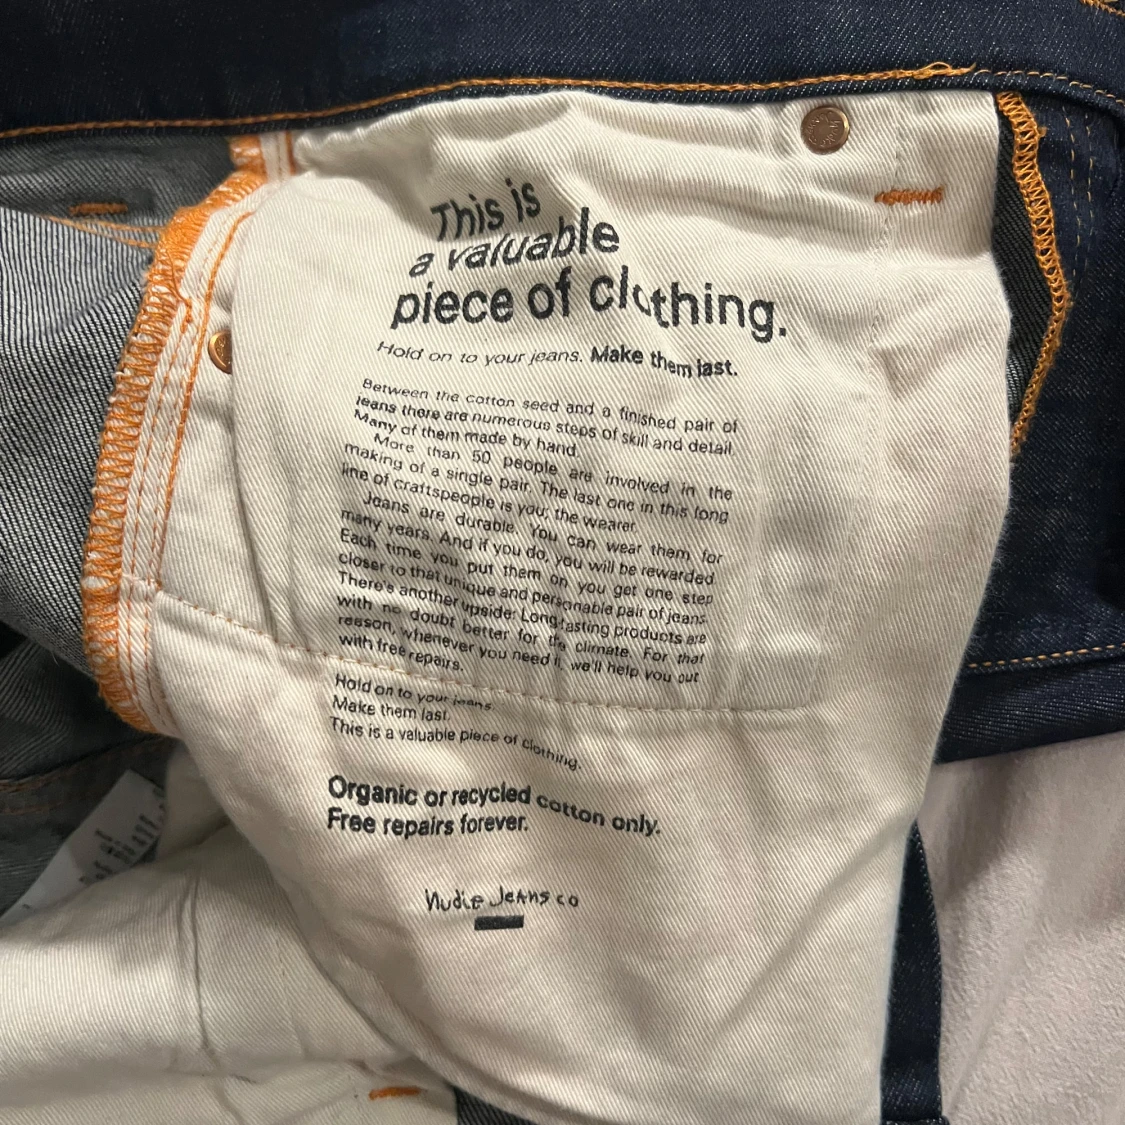 This is
a valuable
piece of clothing.
Hold on to your jeans. Make them last.
Between the cotton seed and a finished pair of
jeans there are numerous steps of skill and detail.
Many of them made by hand.
More than 50 people are involved in the
making of a single pair. The last one in this long
line of craftspeople is you; the wearer.
Jeans are durable. You can wear them for
many years. And if you do, you will be rewarded.
Each time you put them on you get one step
closer to that unique and personable pair of jeans.
There's another upside: Long-lasting products are
with no doubt better for the climate. For that
reason, whenever you need it, we'll help you out
with free repairs.
Hold on to your jeans.
Make them last.
This is a valuable piece of clothing.
Organic or recycled cotton only.
Free repairs forever.
Nudie Jeans co